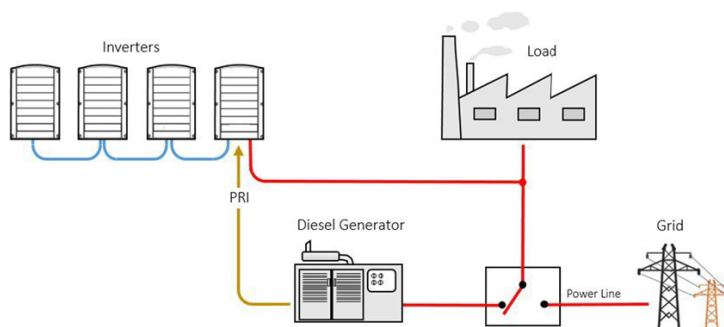 Inverters
Load
PRI
Diesel Generator
Grid
Power Line